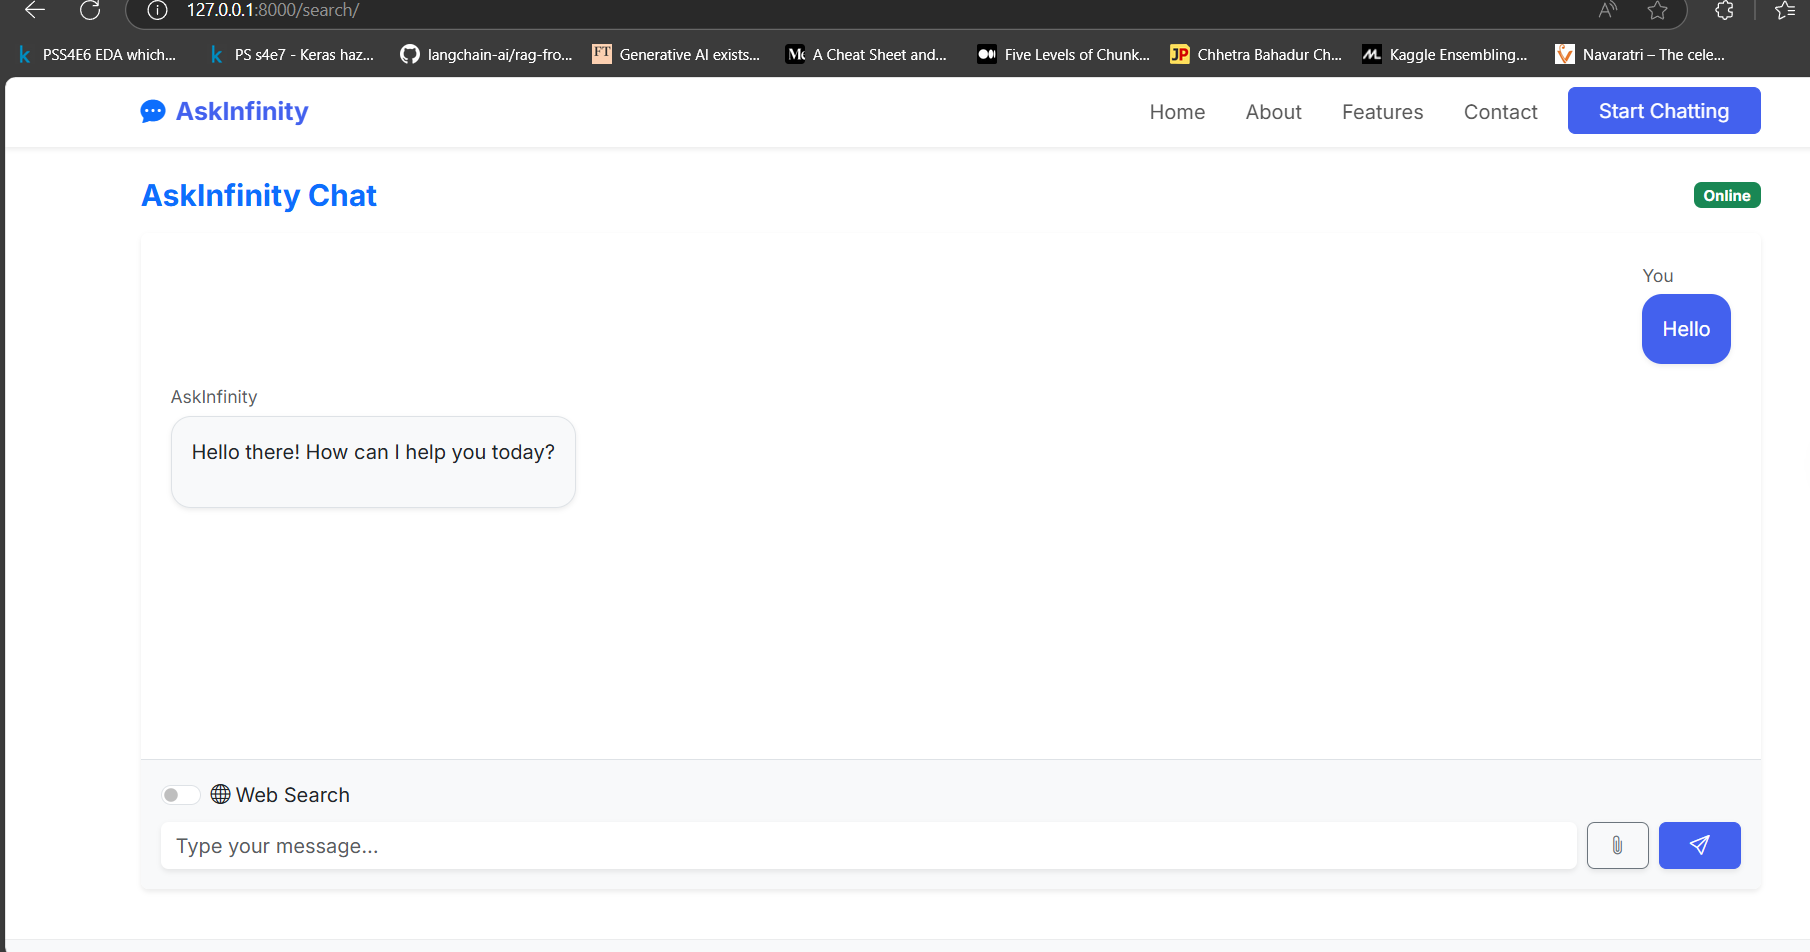 127.0.0.1:8000/search/
PSS4E6 EDA which... PS s4e7 - Keras haz... langchain-ai/rag-fro... FT Generative AI exists... A Cheat Sheet and... Five Levels of Chunk... JP Chhetra Bahadur Ch... Kaggle Ensembling... Navaratri – The cele...
AskInfinity Home About Features Contact Start Chatting
AskInfinity Chat Online
You
Hello
AskInfinity
Hello there! How can I help you today?
Web Search
Type your message...